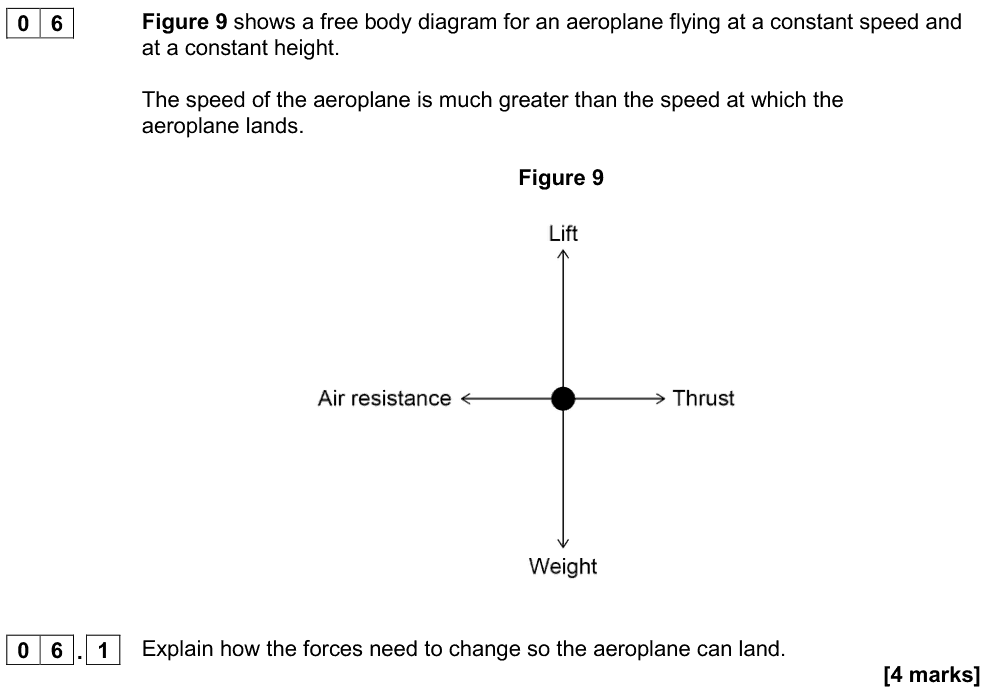 0 6 Figure 9 shows a free body diagram for an aeroplane flying at a constant speed and
at a constant height.
The speed of the aeroplane is much greater than the speed at which the
aeroplane lands.
Figure 9
Lift
Air resistance
Thrust
Weight
0 6 . 1 Explain how the forces need to change so the aeroplane can land.
[4 marks]